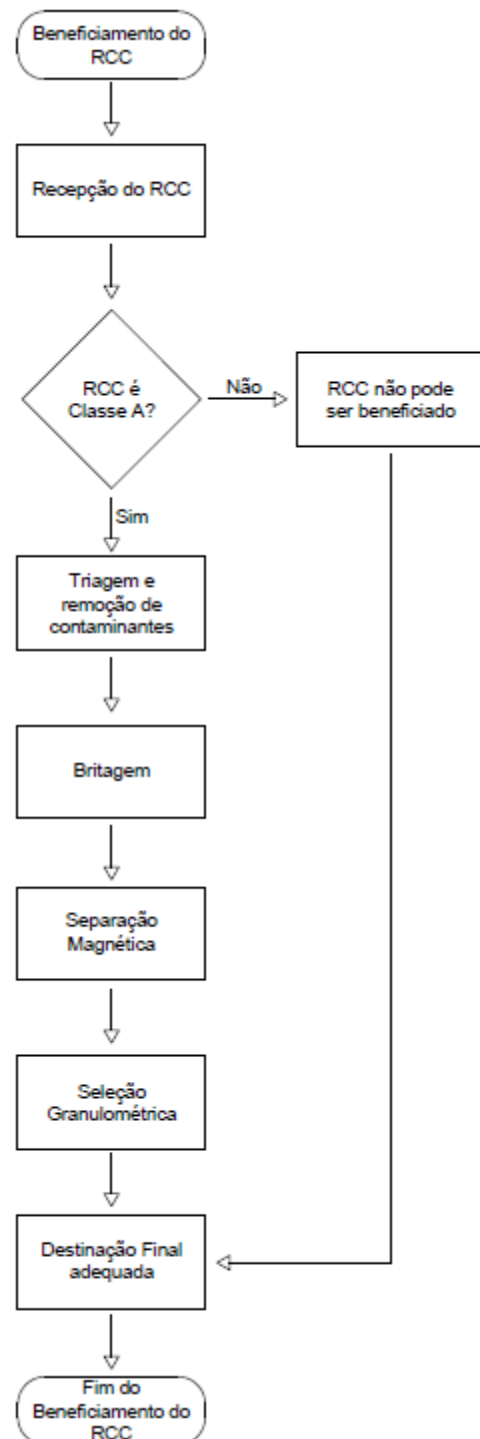 Beneficiamento do
RCC
Recepção do RCC
RCC é
Classe A?
Não
RCC não pode
ser beneficiado
Sim
Triagem e
remoção de
contaminantes
Britagem
Separação
Magnética
Seleção
Granulométrica
Destinação Final
adequada
Fim do
Beneficiamento do
RCC